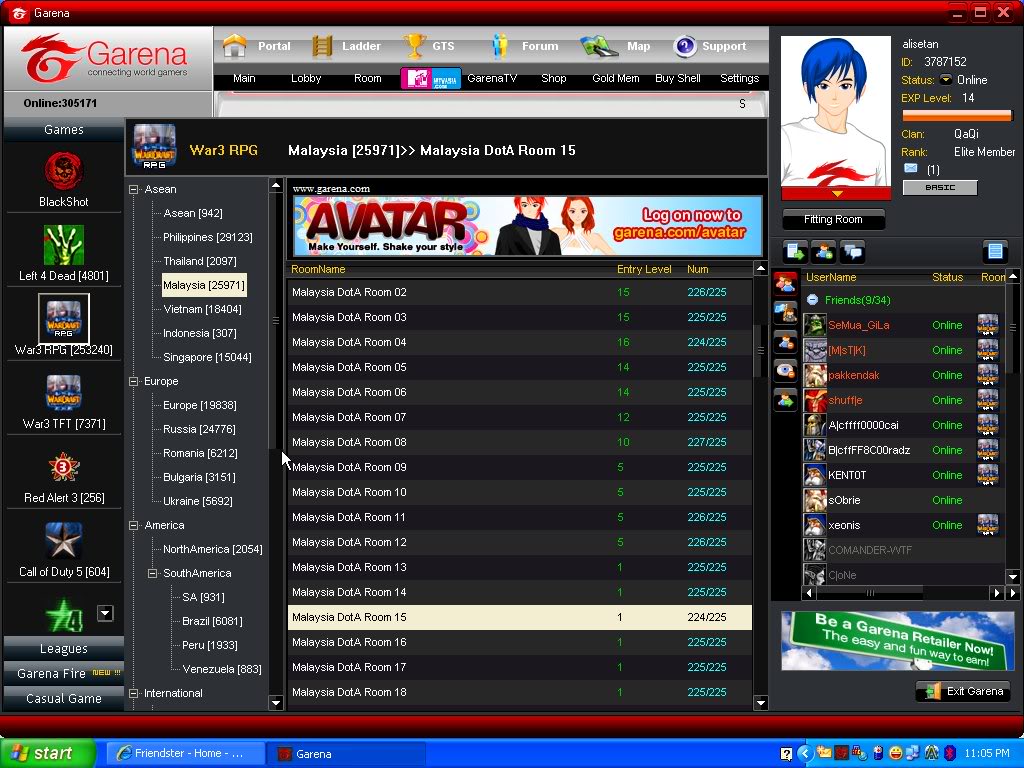 Garena
Garena
connecting world gamers
Portal
Ladder
GTS
Forum
Map
Support
Main
Lobby
Room
GarenaTV
Shop
Gold Mem
Buy Shell
Settings
Online:305171
S
alisetan
ID: 3787152
Status: Online
EXP Level: 14
Clan: QaQi
Rank: Elite Member
(1)
BASIC
Fitting Room
Games
BlackShot
Left 4 Dead [4801]
RPG
War3 RPG [253240]
War3 TFT [7371]
Red Alert 3 [256]
Call of Duty 5 [604]
Leagues
Garena Fire NEW !!!
Casual Game
WARCRAFT
RPG
War3 RPG
Malaysia [25971]>> Malaysia DotA Room 15
Asean
Asean [942]
Philippines [29123]
Thailand [2097]
Malaysia [25971]
Vietnam [18404]
Indonesia [307]
Singapore [15044]
Europe
Europe [19838]
Russia [24776]
Romania [6212]
Bulgaria [3151]
Ukraine [5692]
America
NorthAmerica [2054]
SouthAmerica
SA [931]
Brazil [6081]
Peru [1933]
Venezuela [883]
International
www.garena.com
AVATAR
Make Yourself. Shake your style
Log on now to
garena.com/avatar
RoomName Entry Level Num
Malaysia DotA Room 02 15 226/225
Malaysia DotA Room 03 15 225/225
Malaysia DotA Room 04 16 224/225
Malaysia DotA Room 05 14 225/225
Malaysia DotA Room 06 14 225/225
Malaysia DotA Room 07 12 225/225
Malaysia DotA Room 08 10 227/225
Malaysia DotA Room 09 5 225/225
Malaysia DotA Room 10 5 225/225
Malaysia DotA Room 11 5 226/225
Malaysia DotA Room 12 5 226/225
Malaysia DotA Room 13 1 225/225
Malaysia DotA Room 14 1 225/225
Malaysia DotA Room 15 1 224/225
Malaysia DotA Room 16 1 225/225
Malaysia DotA Room 17 1 225/225
Malaysia DotA Room 18 1 225/225
UserName Status Room
Friends(9/34)
SeMua_GiLa Online
[M|sT|K] Online
pakkendak Online
shuff|e Online
A|cffff0000cai Online
B|cffFF8C00radz Online
KENT0T Online
sObrie Online
xeonis Online
COMANDER-WTF
C|oNe
Be a Garena Retailer Now!
The easy and fun way to earn!
Exit Garena
start
Friendster - Home - ...
Garena
11:05 PM